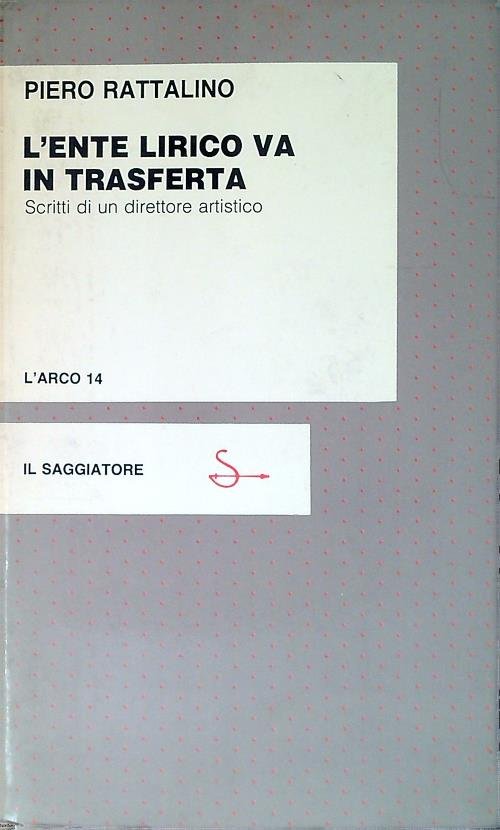 PIERO RATTALINO
L'ENTE LIRICO VA
IN TRASFERTA
Scritti di un direttore artistico
L'ARCO 14
IL SAGGIATORE